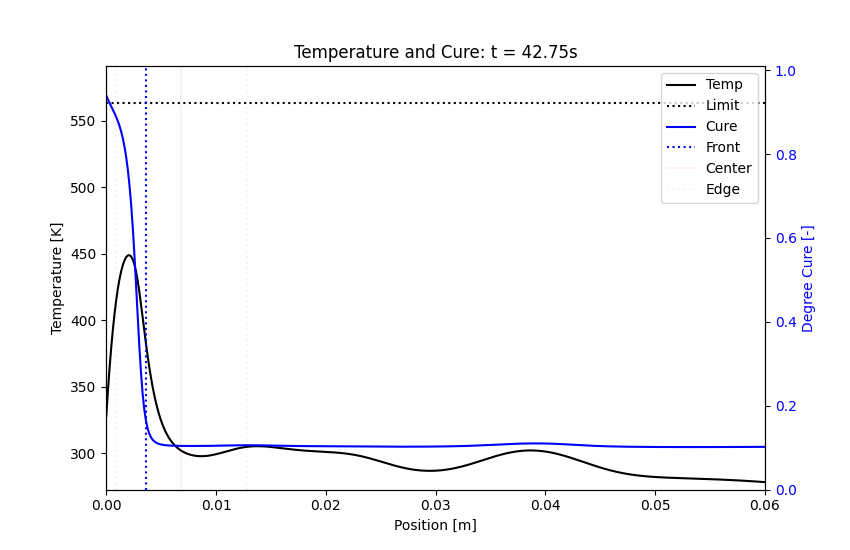 Temperature and Cure: t = 42.75s
Temp
Limit
Cure
Front
Center
Edge
Temperature [K]
550
500
450
400
350
300
Degree Cure [-]
1.0
0.8
0.6
0.4
0.2
0.0
0.00 0.01 0.02 0.03 0.04 0.05 0.06
Position [m]